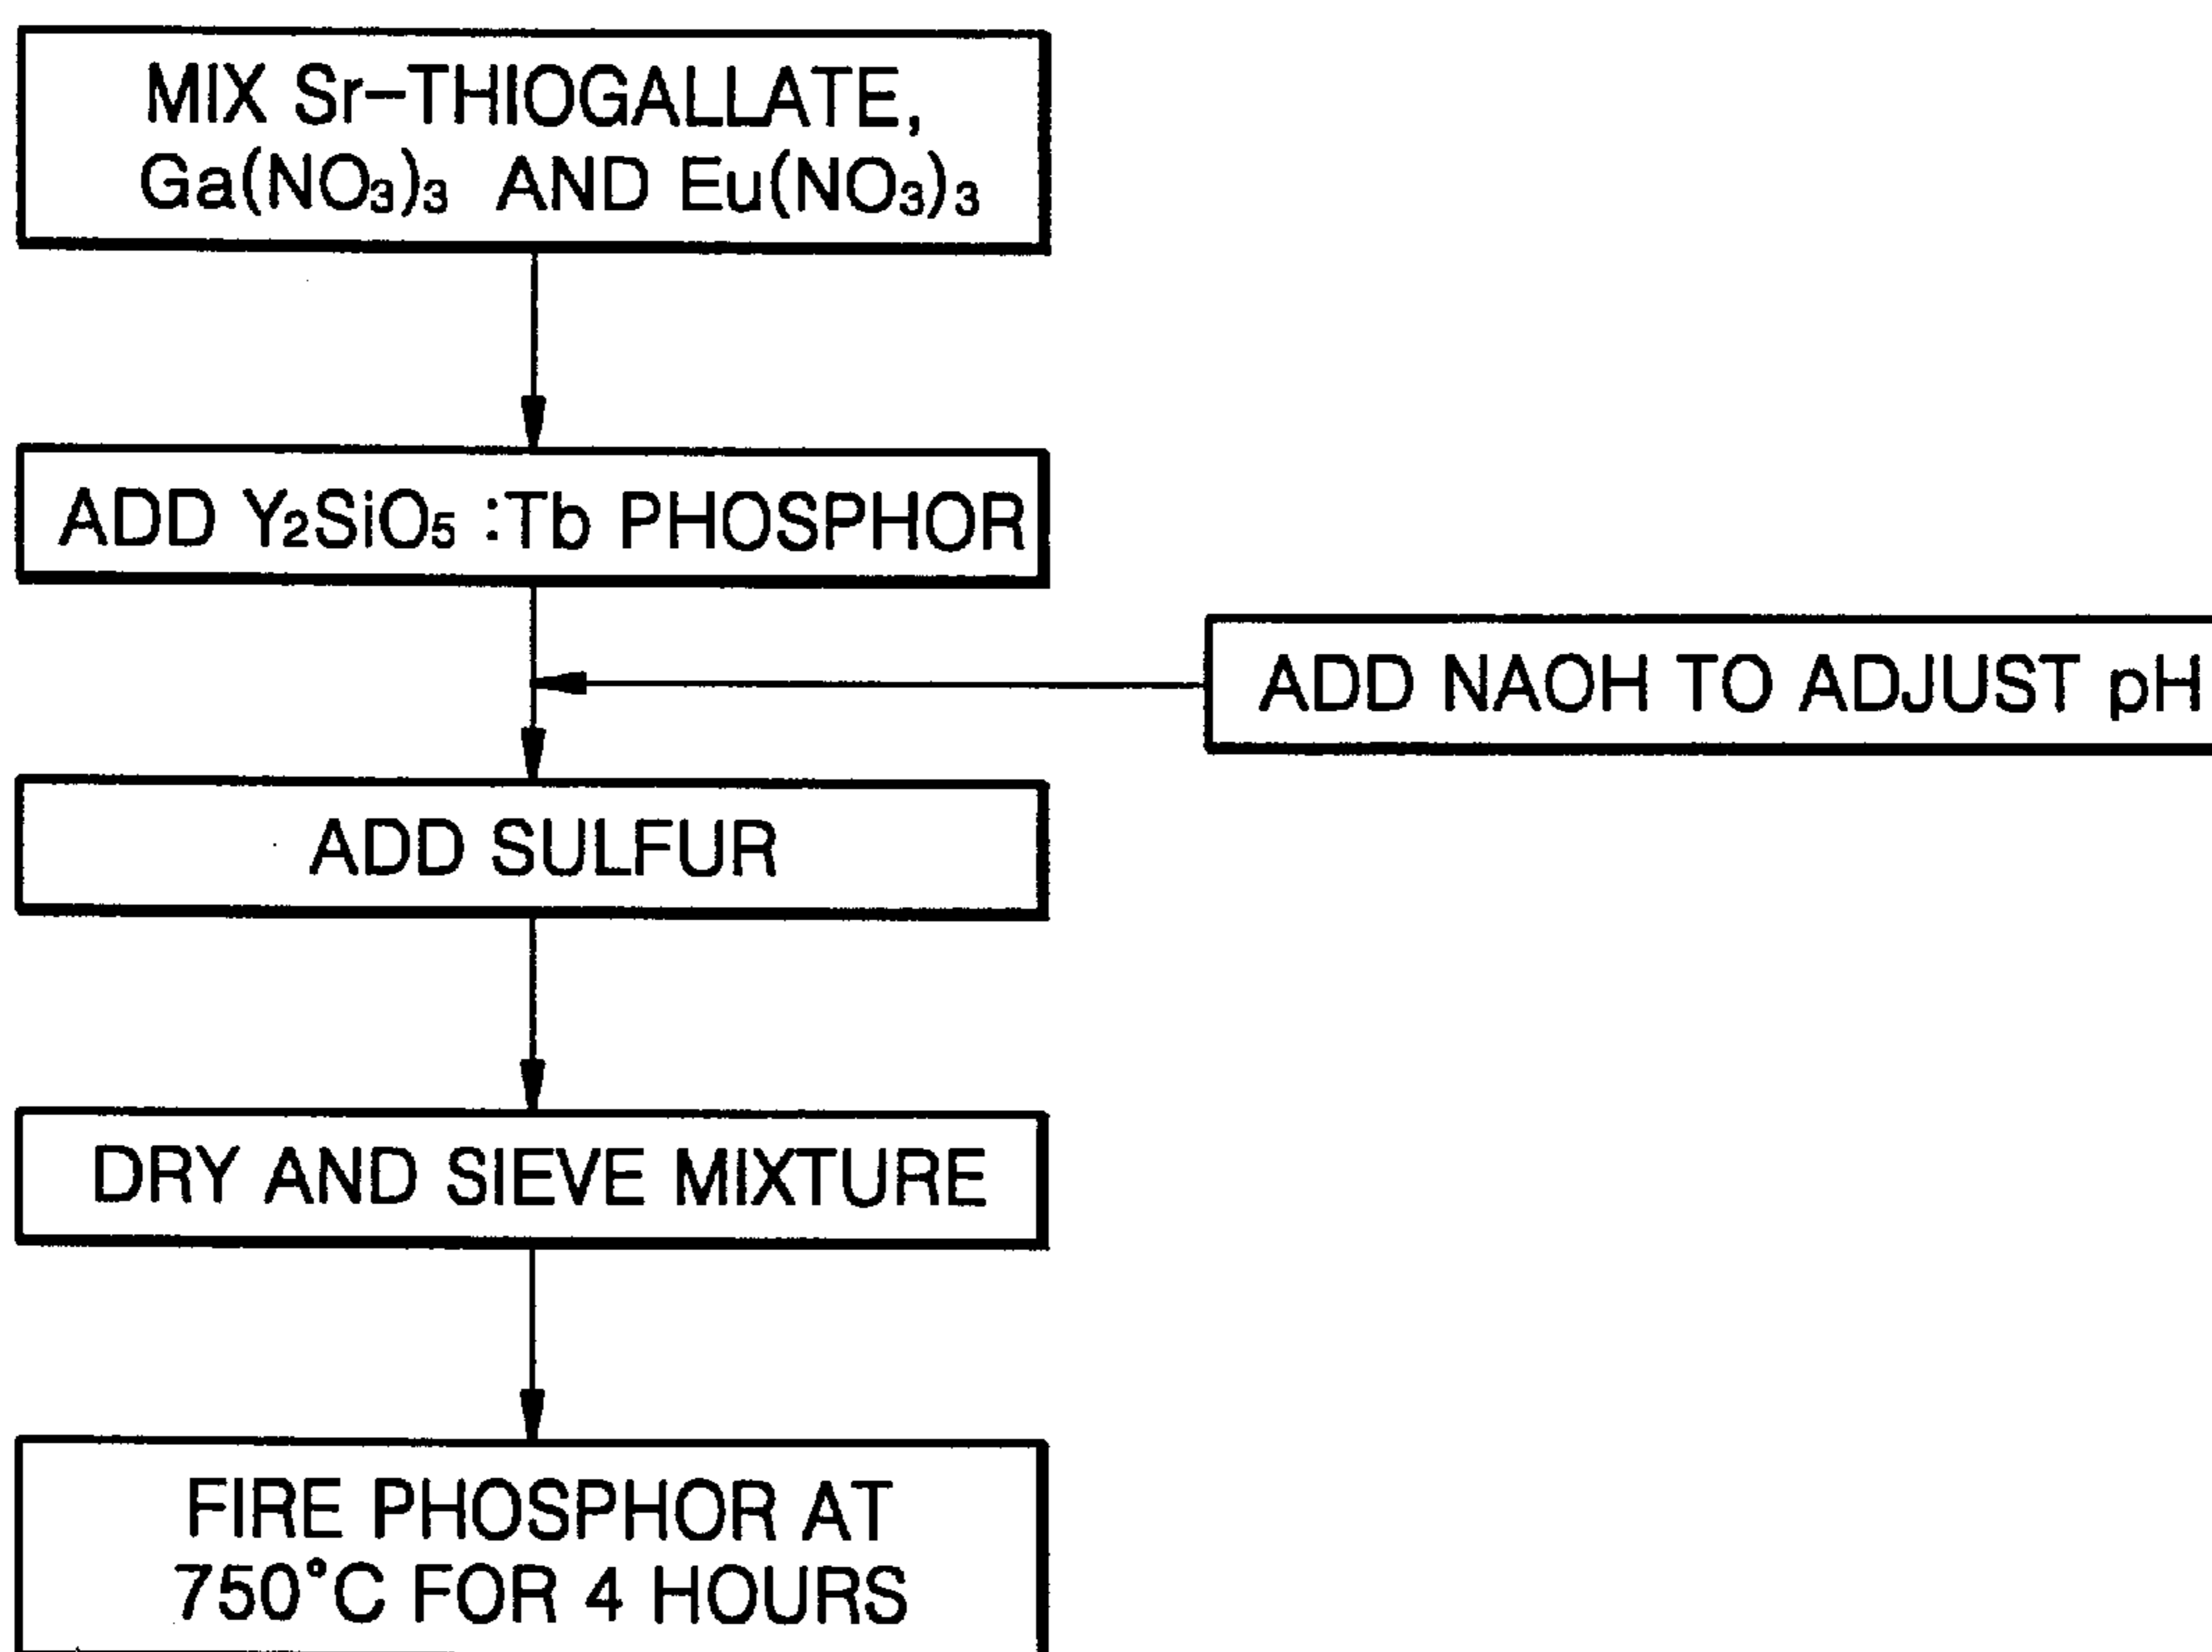 MIX Sr–THIOGALLATE,
Ga(NO₃)₃ AND Eu(NO₃)₃
ADD Y₂SiO₅ :Tb PHOSPHOR
ADD NAOH TO ADJUST pH
ADD SULFUR
DRY AND SIEVE MIXTURE
FIRE PHOSPHOR AT
750°C FOR 4 HOURS